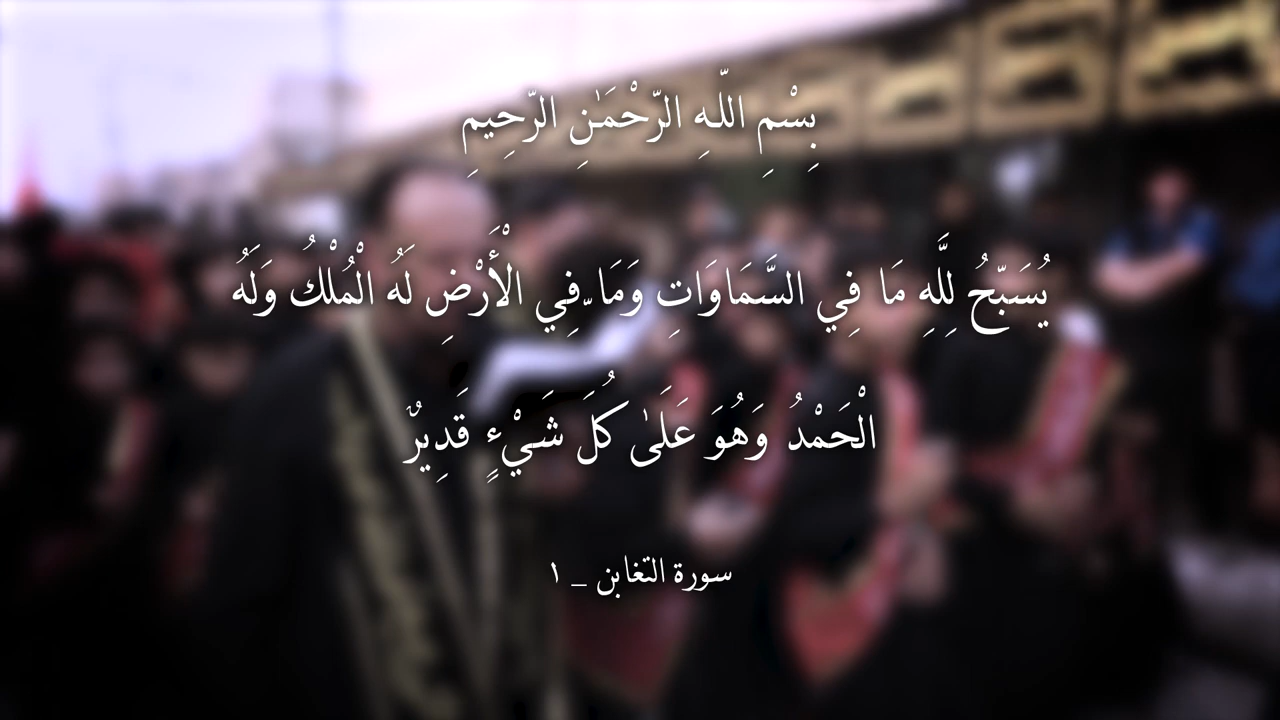 بِسْمِ اللَّهِ الرَّحْمَٰنِ الرَّحِيمِ
يُسَبِّحُ لِلَّهِ مَا فِي السَّمَاوَاتِ وَمَا ّفِي الْأَرْضِ لَهُ الْمُلْكُ وَلَهُ
الْحَمْدُ وَهُوَ عَلَىٰ كُلَ شَيْءٍ قَدِيرٌ
سورة التغابن _ ١